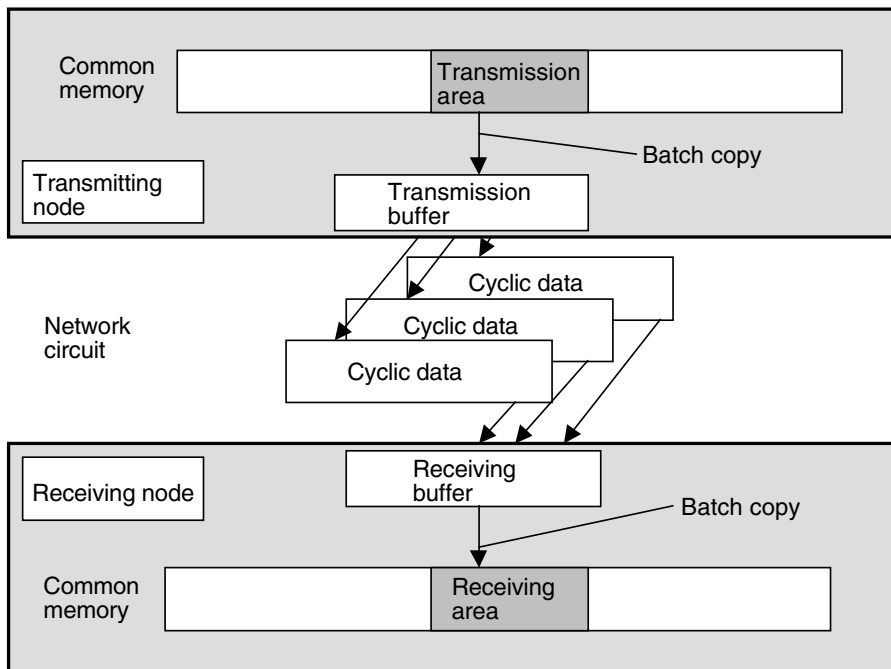 Common
memory
Transmission
area
Batch copy
Transmitting
node
Transmission
buffer
Cyclic data
Network
circuit
Cyclic data
Cyclic data
Receiving node
Receiving
buffer
Batch copy
Common
memory
Receiving
area